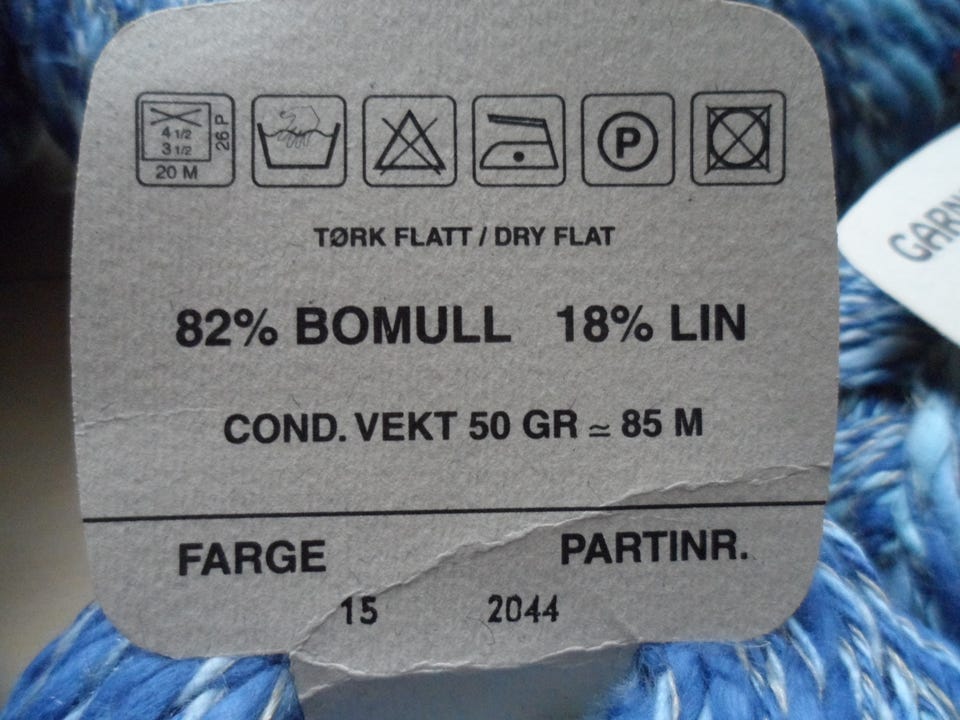 4 1/2
3 1/2
26 P
20 M
P
TØRK FLATT / DRY FLAT
82% BOMULL 18% LIN
COND. VEKT 50 GR ≃ 85 M
FARGE PARTINR.
15 2044
GARN